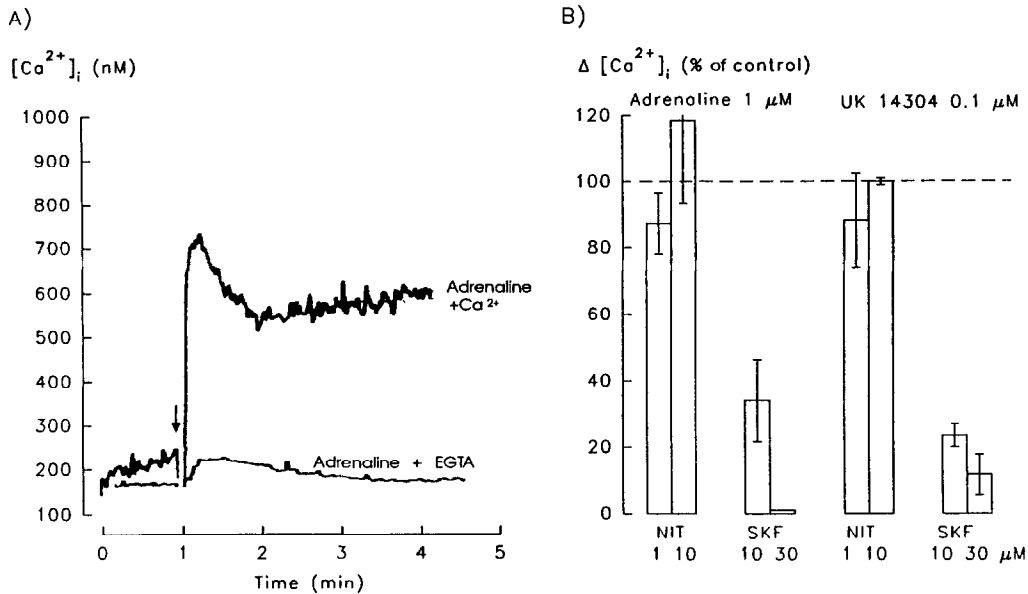 A)
[Ca²⁺]ᵢ (nM)
1000
900
800
700
600
500
400
300
200
100
Adrenaline
+Ca²⁺
Adrenaline + EGTA
0 1 2 3 4 5
Time (min)
B)
Δ [Ca²⁺]ᵢ (% of control)
Adrenaline 1 μM UK 14304 0.1 μM
120
100
80
60
40
20
0
NIT SKF NIT SKF
1 10 10 30 1 10 10 30 μM